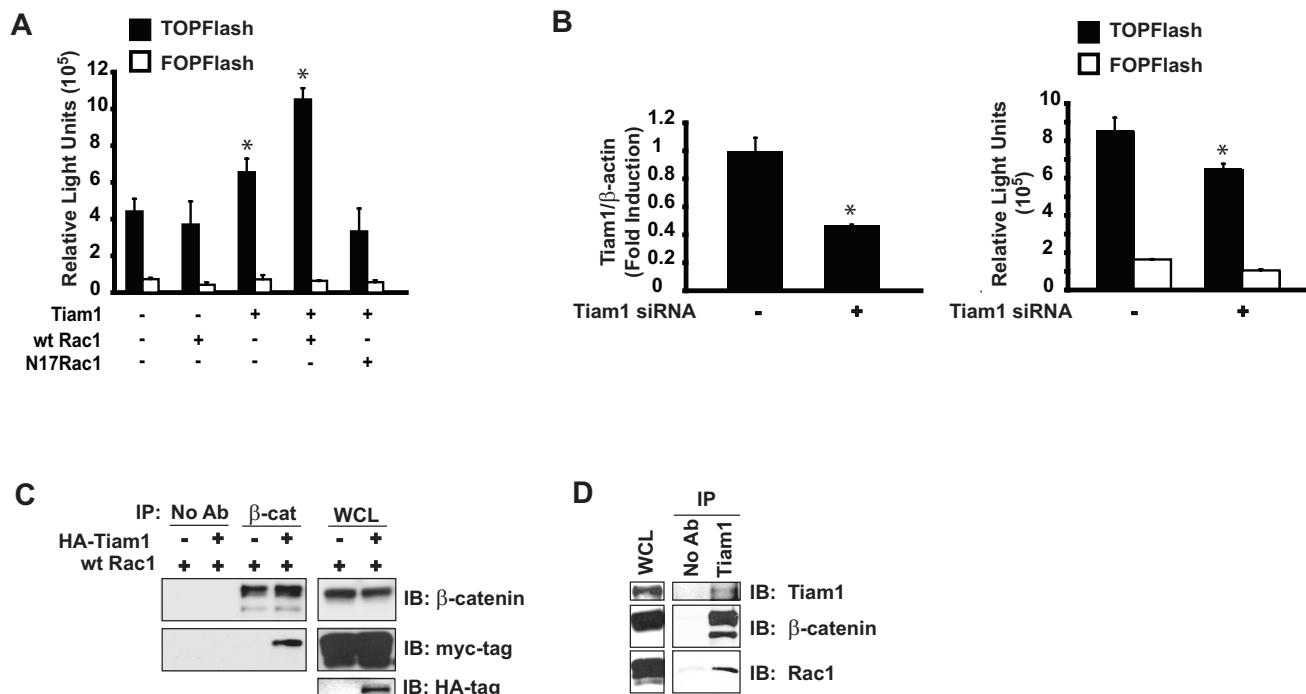 A
TOPFlash
FOPFlash
Relative Light Units (10⁵)
12
10
8
6
4
2
0
Tiam1 - - + + +
wt Rac1 - + - + -
N17Rac1 - - - - +
* *
B
Tiam1/β-actin
(Fold Induction)
1.2
1
0.8
0.6
0.4
0.2
0
*
Tiam1 siRNA - +
TOPFlash
FOPFlash
Relative Light Units
(10⁵)
10
8
6
4
2
0
*
Tiam1 siRNA - +
C
IP: No Ab β-cat WCL
HA-Tiam1 - + - + - +
wt Rac1 + + + + + +
IB: β-catenin
IB: myc-tag
IB: HA-tag
D
IP
WCL No Ab Tiam1
IB: Tiam1
IB: β-catenin
IB: Rac1